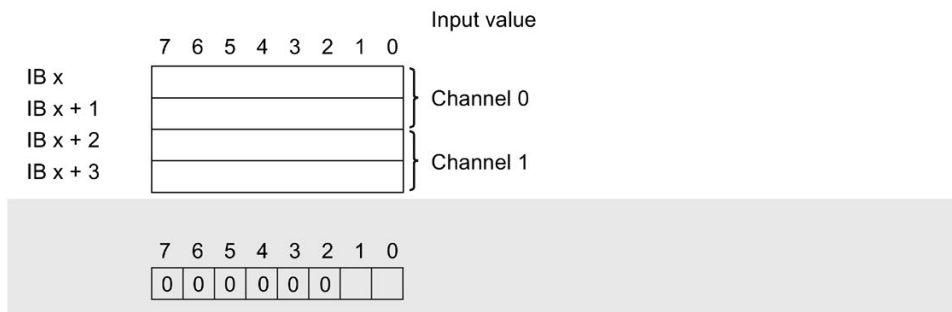 Input value
7 6 5 4 3 2 1 0
IB x
IB x + 1
Channel 0
IB x + 2
IB x + 3
Channel 1
7 6 5 4 3 2 1 0
0 0 0 0 0 0